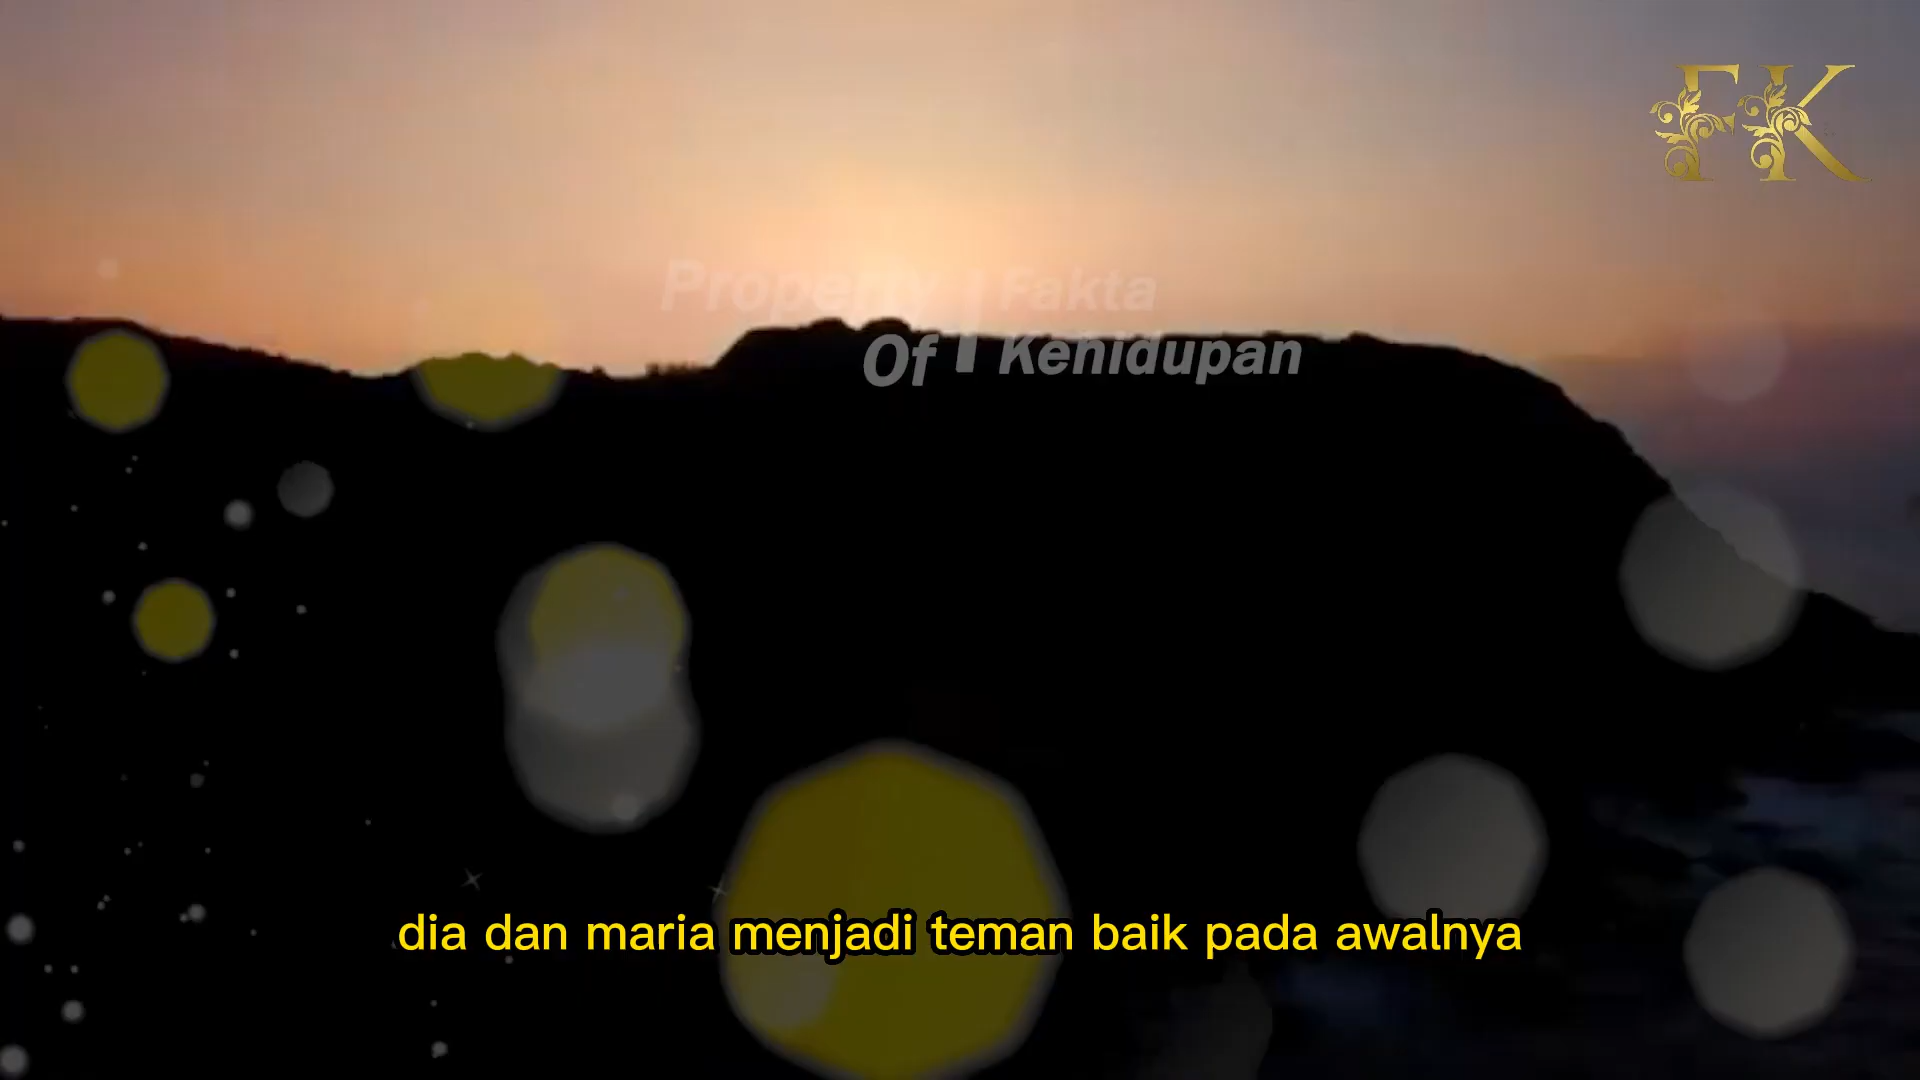 FK
Property | Fakta
Of | Kehidupan
dia dan maria menjadi teman baik pada awalnya